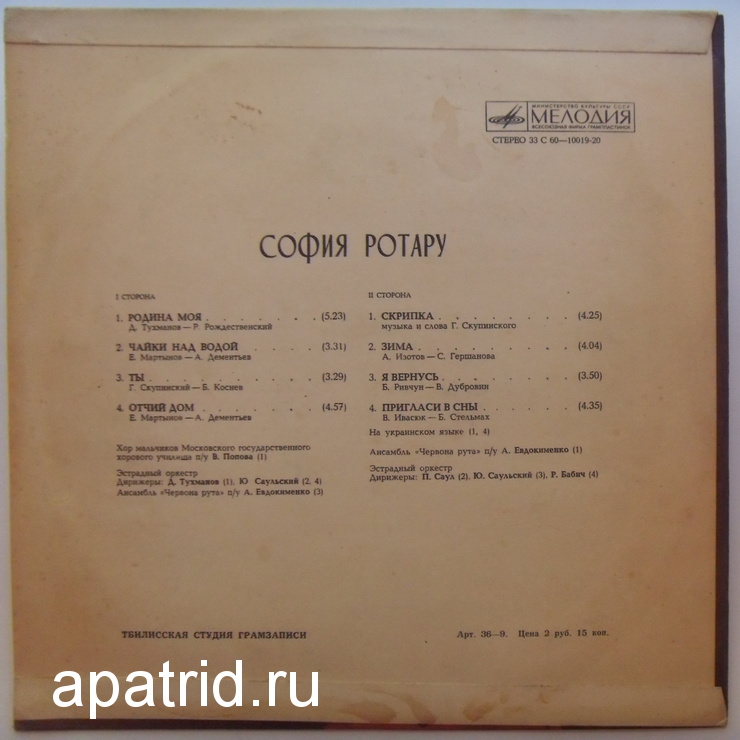 МИНИСТЕРСТВО КУЛЬТУРЫ СССР
МЕЛОДИЯ
ВСЕСОЮЗНАЯ ФИРМА ГРАМПЛАСТИНОК
СТЕРЕО 33 С 60—10019-20
СОФИЯ РОТАРУ
I СТОРОНА
1. РОДИНА МОЯ . . . . . . . (5.23)
Д. Тухманов — Р. Рождественский
2. ЧАЙКИ НАД ВОДОЙ . . . . . (3.31)
Е. Мартынов — А. Дементьев
3. ТЫ . . . . . . . . . (3.29)
Г. Скупинский — Б. Косиев
4. ОТЧИЙ ДОМ . . . . . . . (4.57)
Е. Мартынов — А. Дементьев
Хор мальчиков Московского государственного
хорового училища п/у В. Попова (1)
Эстрадный оркестр
Дирижеры: Д. Тухманов (1), Ю Саульский (2, 4)
Ансамбль «Червона рута» п/у А. Евдокименко (3)
II СТОРОНА
1. СКРИПКА . . . . . . . . (4.25)
музыка и слова Г. Скупинского
2. ЗИМА . . . . . . . . . (4.04)
А. Изотов — С. Гершанова
3. Я ВЕРНУСЬ . . . . . . . (3.50)
Б. Ривчун — В. Дубровин
4. ПРИГЛАСИ В СНЫ . . . . . . (4.35)
В. Ивасюк — Б. Стельмах
На украинском языке (1, 4)
Ансамбль «Червона рута» п/у А. Евдокименко (1)
Эстрадный оркестр
Дирижеры: П. Саул (2), Ю. Саульский (3), Р. Бабич (4)
ТБИЛИССКАЯ СТУДИЯ ГРАМЗАПИСИ
Арт. 36—9. Цена 2 руб. 15 коп.
apatrid.ru